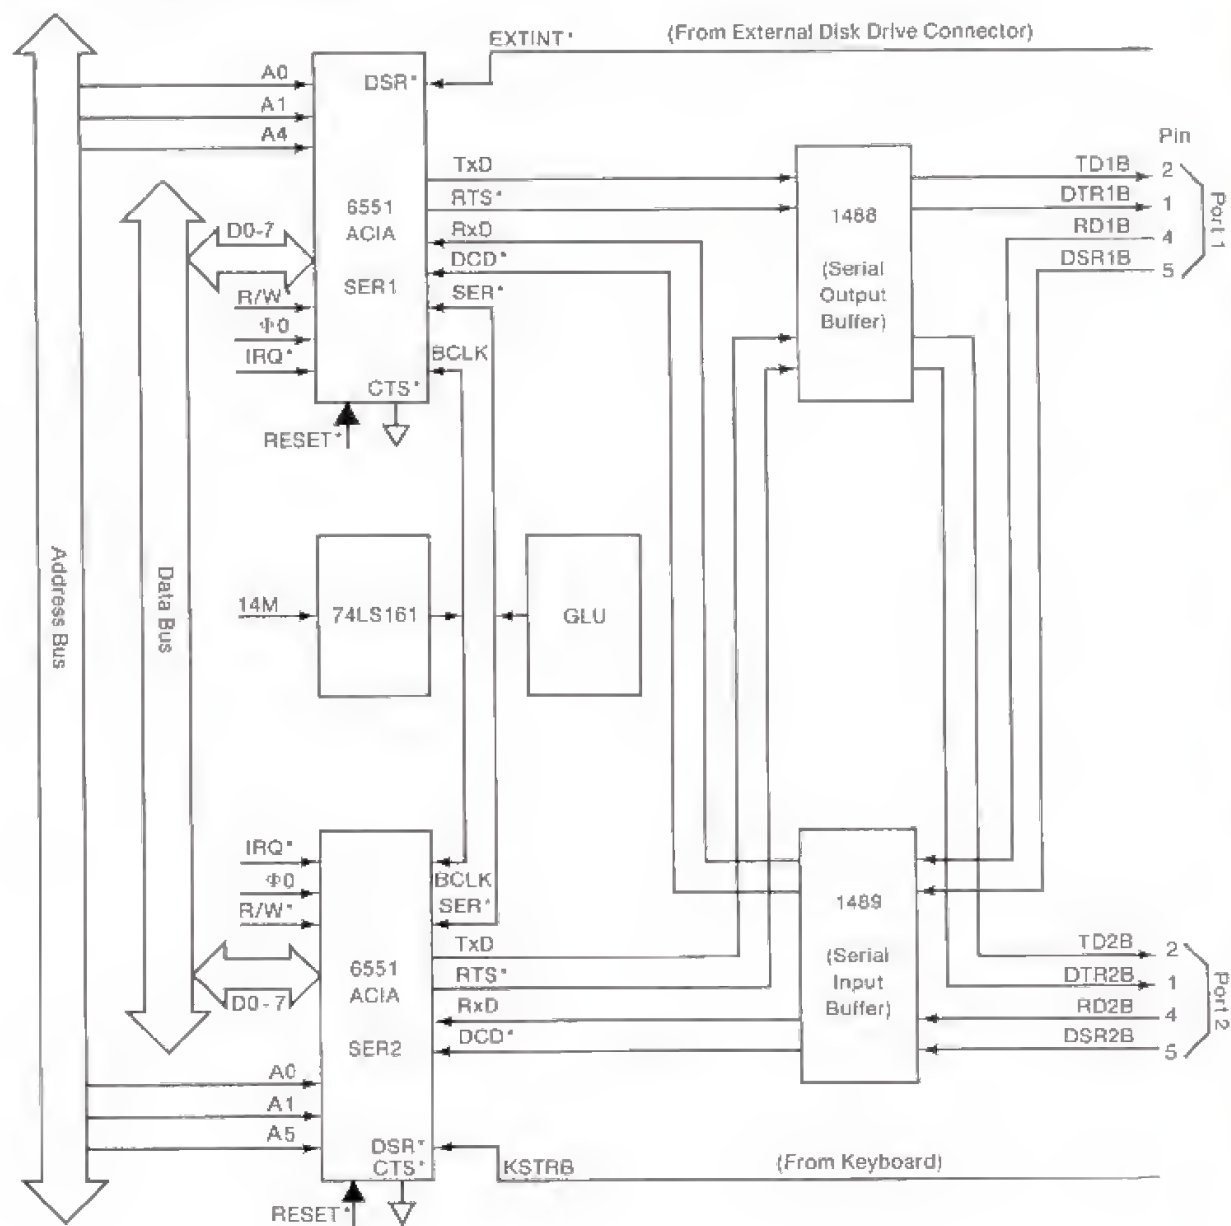 EXTINT* (From External Disk Drive Connector)
A0
DSR*
A1
A4
Pin
TxD
TD1B 2
RTS*
DTR1B 1
6551
ACIA
SER1
1488
(Serial
Output
Buffer)
RxD
RD1B 4
DCD*
DSR1B 5
Port 1
D0-7
SER*
R/W*
Φ0
IRQ*
BCLK
CTS*
RESET*
Address Bus
Data Bus
14M
74LS161
GLU
IRQ*
Φ0
R/W*
BCLK
SER*
1489
(Serial
Input
Buffer)
TxD
TD2B 2
6551
ACIA
SER2
RTS*
DTR2B 1
D0-7
RxD
RD2B 4
DCD*
DSR2B 5
Port 2
A0
A1
A5
DSR*
CTS*
KSTRB (From Keyboard)
RESET*